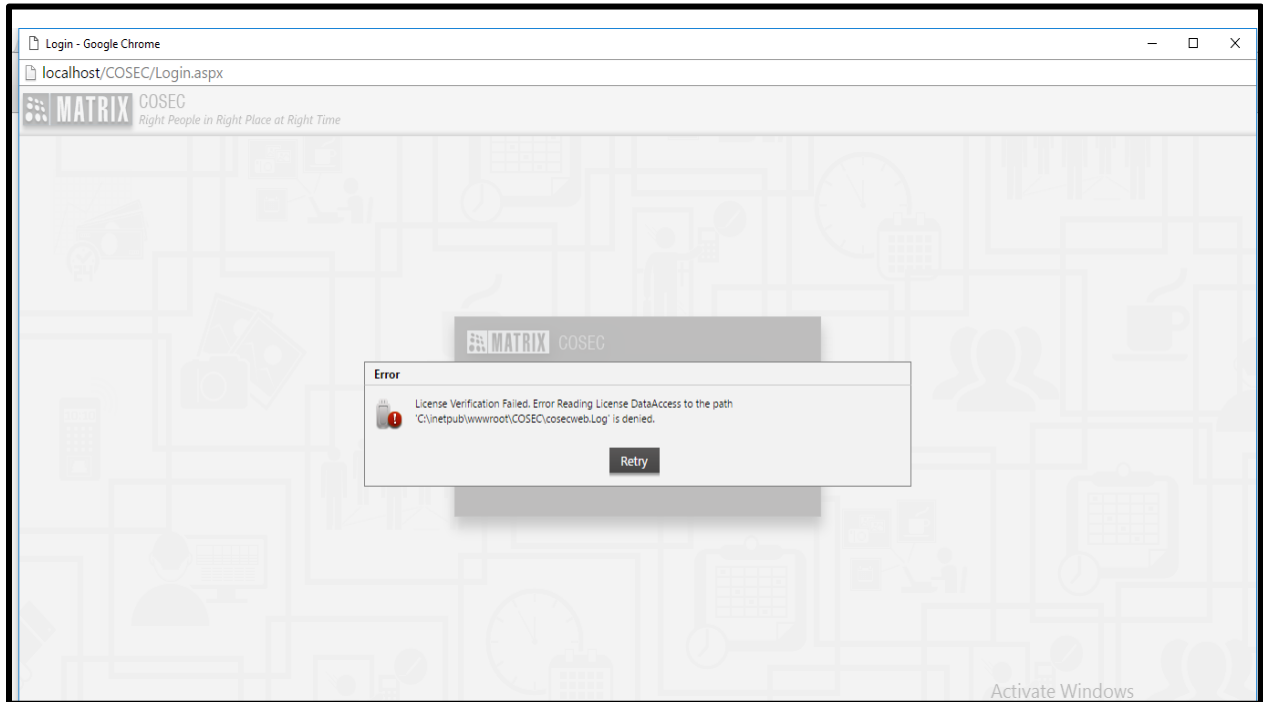 Login - Google Chrome
localhost/COSEC/Login.aspx
MATRIX COSEC
Right People in Right Place at Right Time
MATRIX COSEC
Error
License Verification Failed. Error Reading License DataAccess to the path
'C:\inetpub\wwwroot\COSEC\cosecweb.Log' is denied.
Retry
Activate Windows